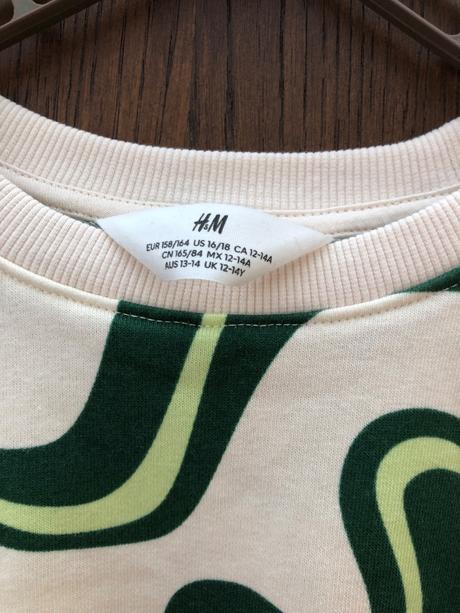 H&M
EUR 158/164 US 16/18 CA 12-14A
CN 165/84 MX 12-14A
AUS 13-14 UK 12-14Y